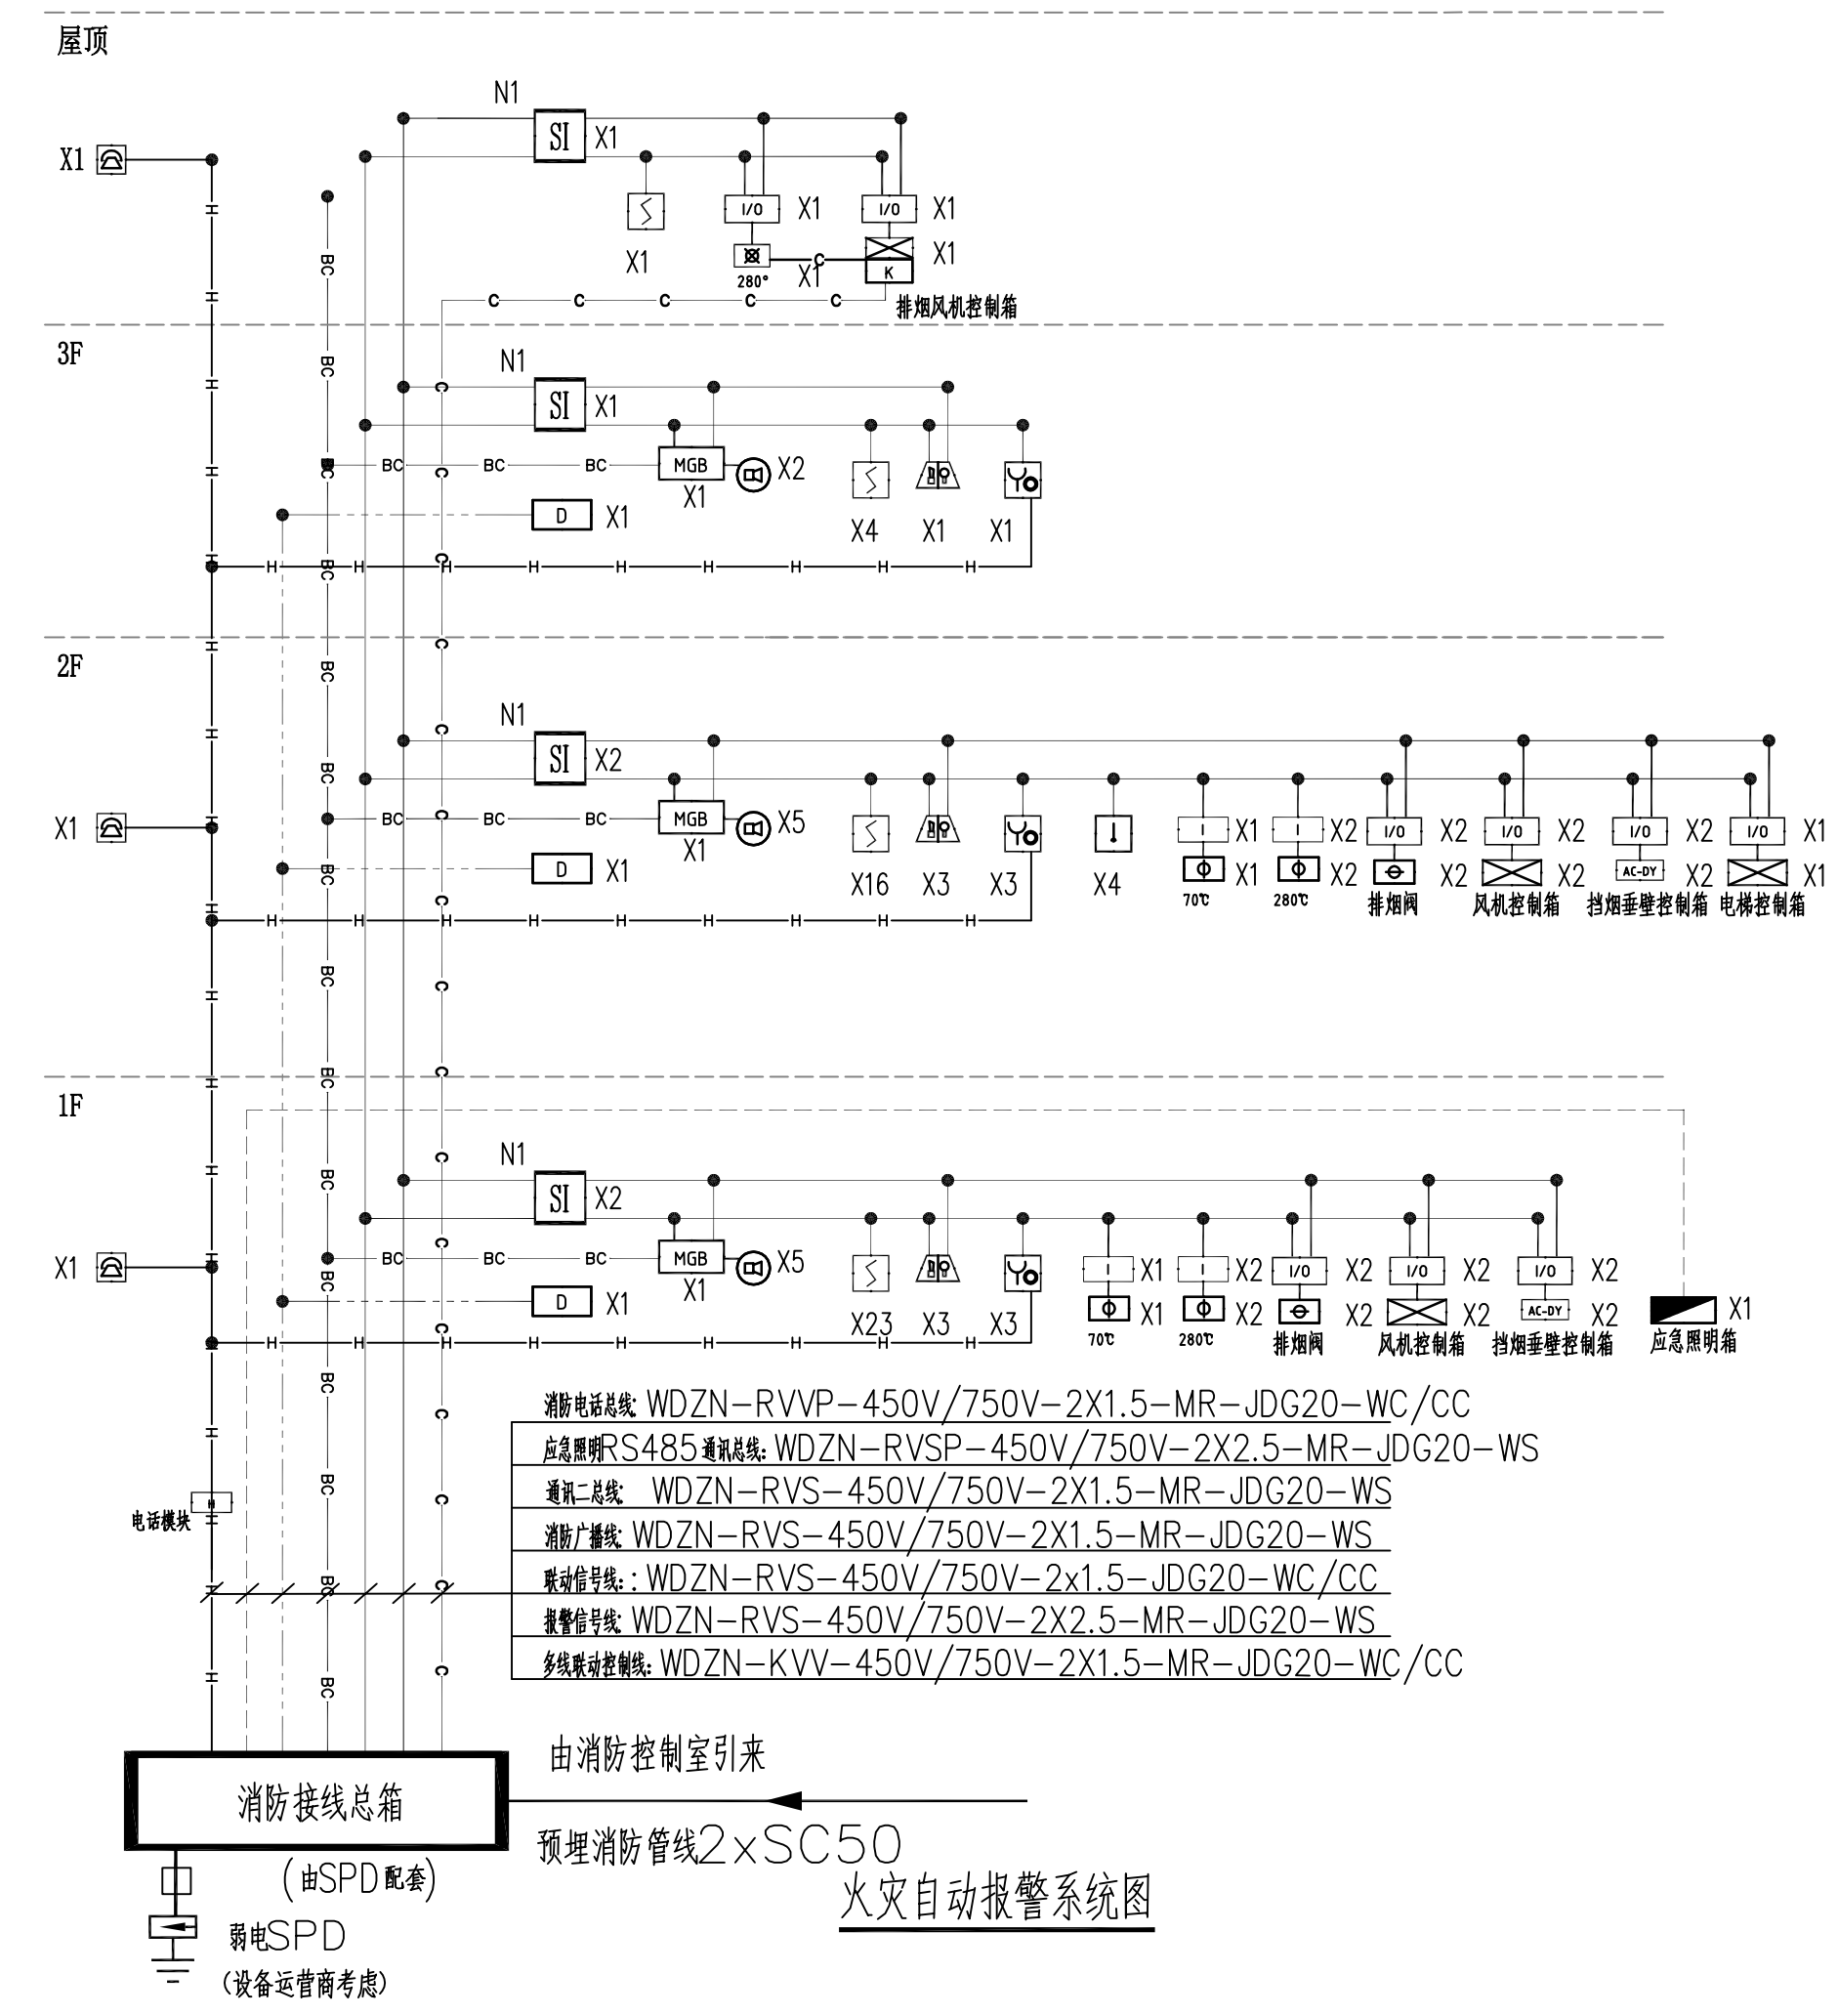 屋顶
N1
SI X1
X1
I/O X1 I/O X1
X1 280° X1 C K X1
C C C C C 排烟风机控制箱
H H
BC
3F
N1
SI X1
BC BC BC BC MGB X1 X2
D X1
X4 X1 X1
H H H H H H H H H
2F
N1
SI X2
X1
BC BC BC MGB X1 X5
D X1
X16 X3 X3 X4
I X1 I X2 I/O X2 I/O X2 I/O X2 I/O X1
X1 X2 X2 X2 AC-DY X2 X1
70℃ 280℃ 排烟阀 风机控制箱 挡烟垂壁控制箱 电梯控制箱
H H H H H H H H H
1F
N1
SI X2
X1
BC BC BC MGB X1 X5
D X1
X23 X3 X3
I X1 I X2 I/O X2 I/O X2 I/O X2
X1 X2 X2 X2 AC-DY X2 X1
70℃ 280℃ 排烟阀 风机控制箱 挡烟垂壁控制箱 应急照明箱
H H H H H H H H H
消防电话总线: WDZN-RVVP-450V/750V-2X1.5-MR-JDG20-WC/CC
应急照明RS485通讯总线: WDZN-RVSP-450V/750V-2X2.5-MR-JDG20-WS
通讯二总线: WDZN-RVS-450V/750V-2X1.5-MR-JDG20-WS
消防广播线: WDZN-RVS-450V/750V-2X1.5-MR-JDG20-WS
联动信号线: : WDZN-RVS-450V/750V-2x1.5-JDG20-WC/CC
报警信号线: WDZN-RVS-450V/750V-2X2.5-MR-JDG20-WS
多线联动控制线: WDZN-KVV-450V/750V-2X1.5-MR-JDG20-WC/CC
H
电话模块
由消防控制室引来
消防接线总箱
预埋消防管线2xSC50
(由SPD配套)
火灾自动报警系统图
弱电SPD
(设备运营商考虑)